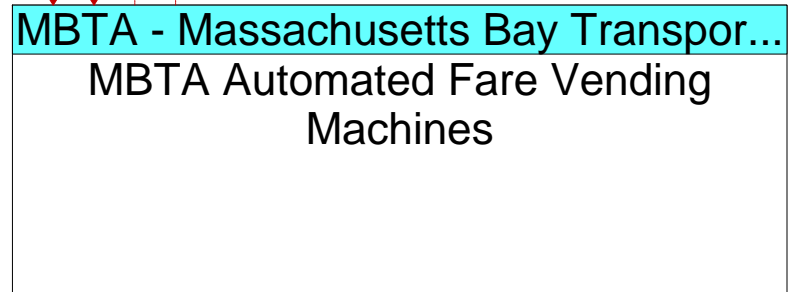 MBTA - Massachusetts Bay Transpor...
MBTA Automated Fare Vending
Machines